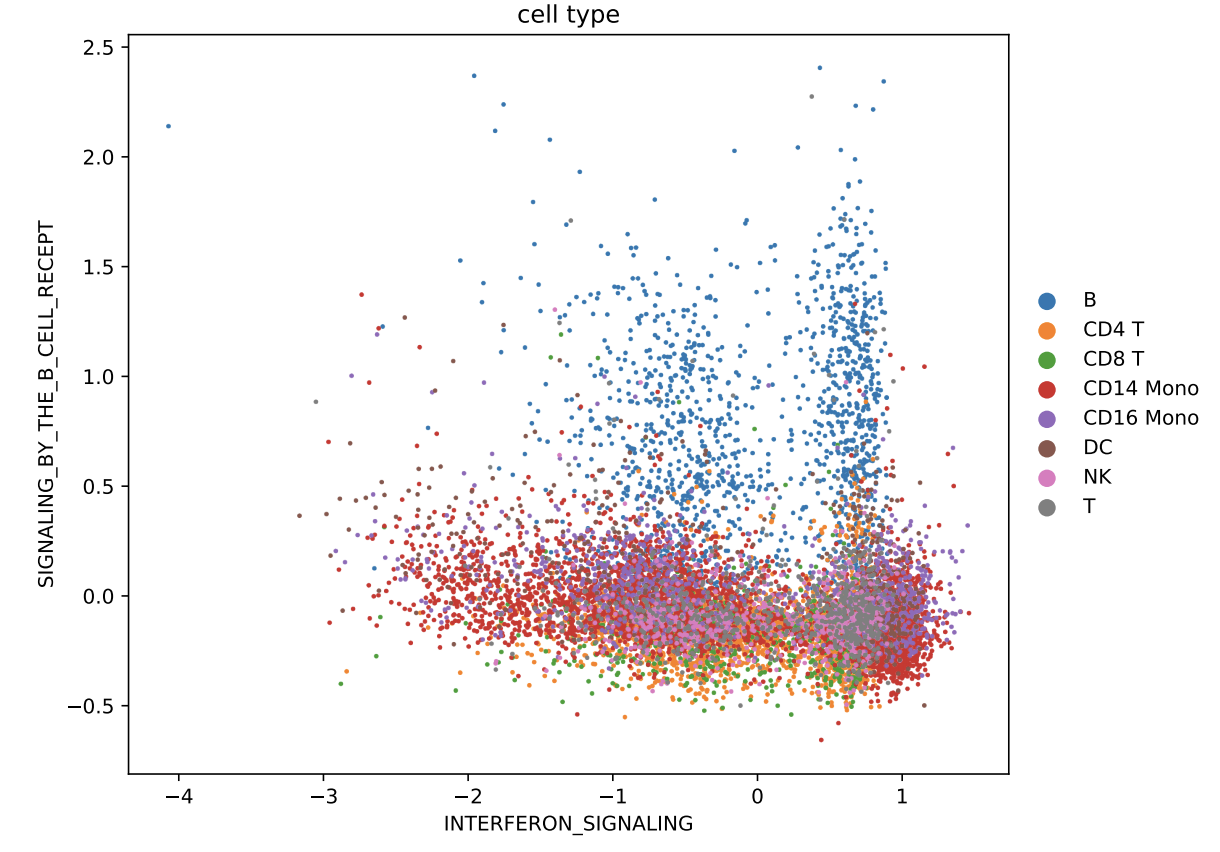 cell type
SIGNALING_BY_THE_B_CELL_RECEPT
2.5
2.0
1.5
1.0
0.5
0.0
−0.5
−4
−3
−2
−1
0
1
INTERFERON_SIGNALING
B
CD4 T
CD8 T
CD14 Mono
CD16 Mono
DC
NK
T